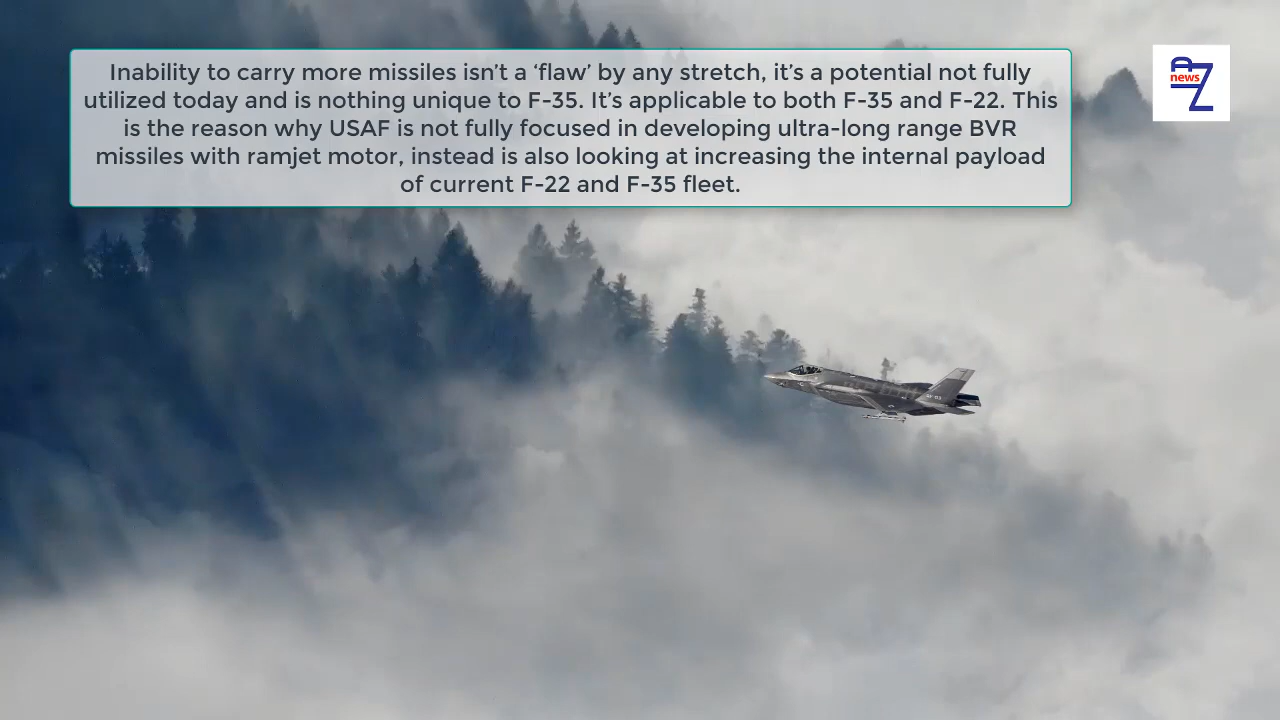 Inability to carry more missiles isn’t a ‘flaw’ by any stretch, it’s a potential not fully
utilized today and is nothing unique to F-35. It’s applicable to both F-35 and F-22. This
is the reason why USAF is not fully focused in developing ultra-long range BVR
missiles with ramjet motor, instead is also looking at increasing the internal payload
of current F-22 and F-35 fleet.
A
news
Z